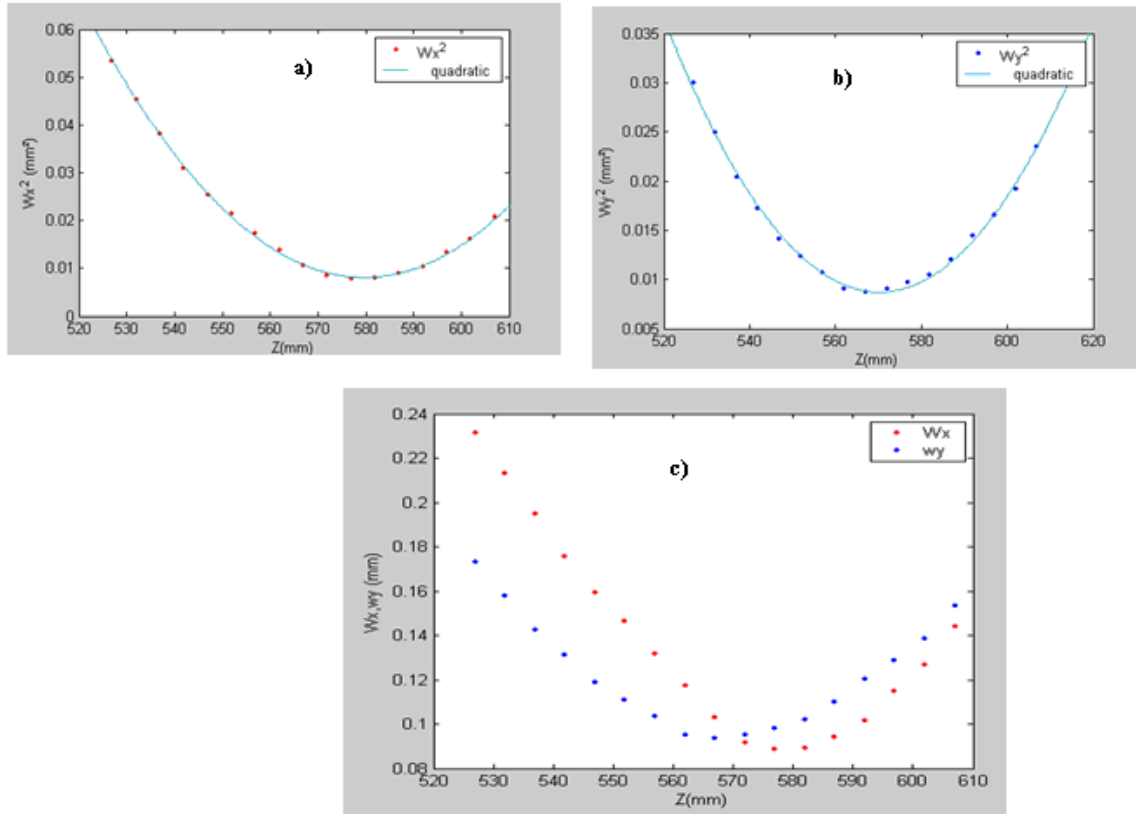 0.06
0.05
0.04
0.03
0.02
0.01
0
Wx² (mm²)
a)
Wx²
quadratic
520 530 540 550 560 570 580 590 600 610
Z(mm)
0.035
0.03
0.025
0.02
0.015
0.01
0.005
Wy² (mm²)
b)
Wy²
quadratic
520 540 560 580 600 620
Z(mm)
0.24
0.22
0.2
0.18
0.16
0.14
0.12
0.1
0.08
Wx,wy (mm)
c)
Wx
wy
520 530 540 550 560 570 580 590 600 610
Z(mm)